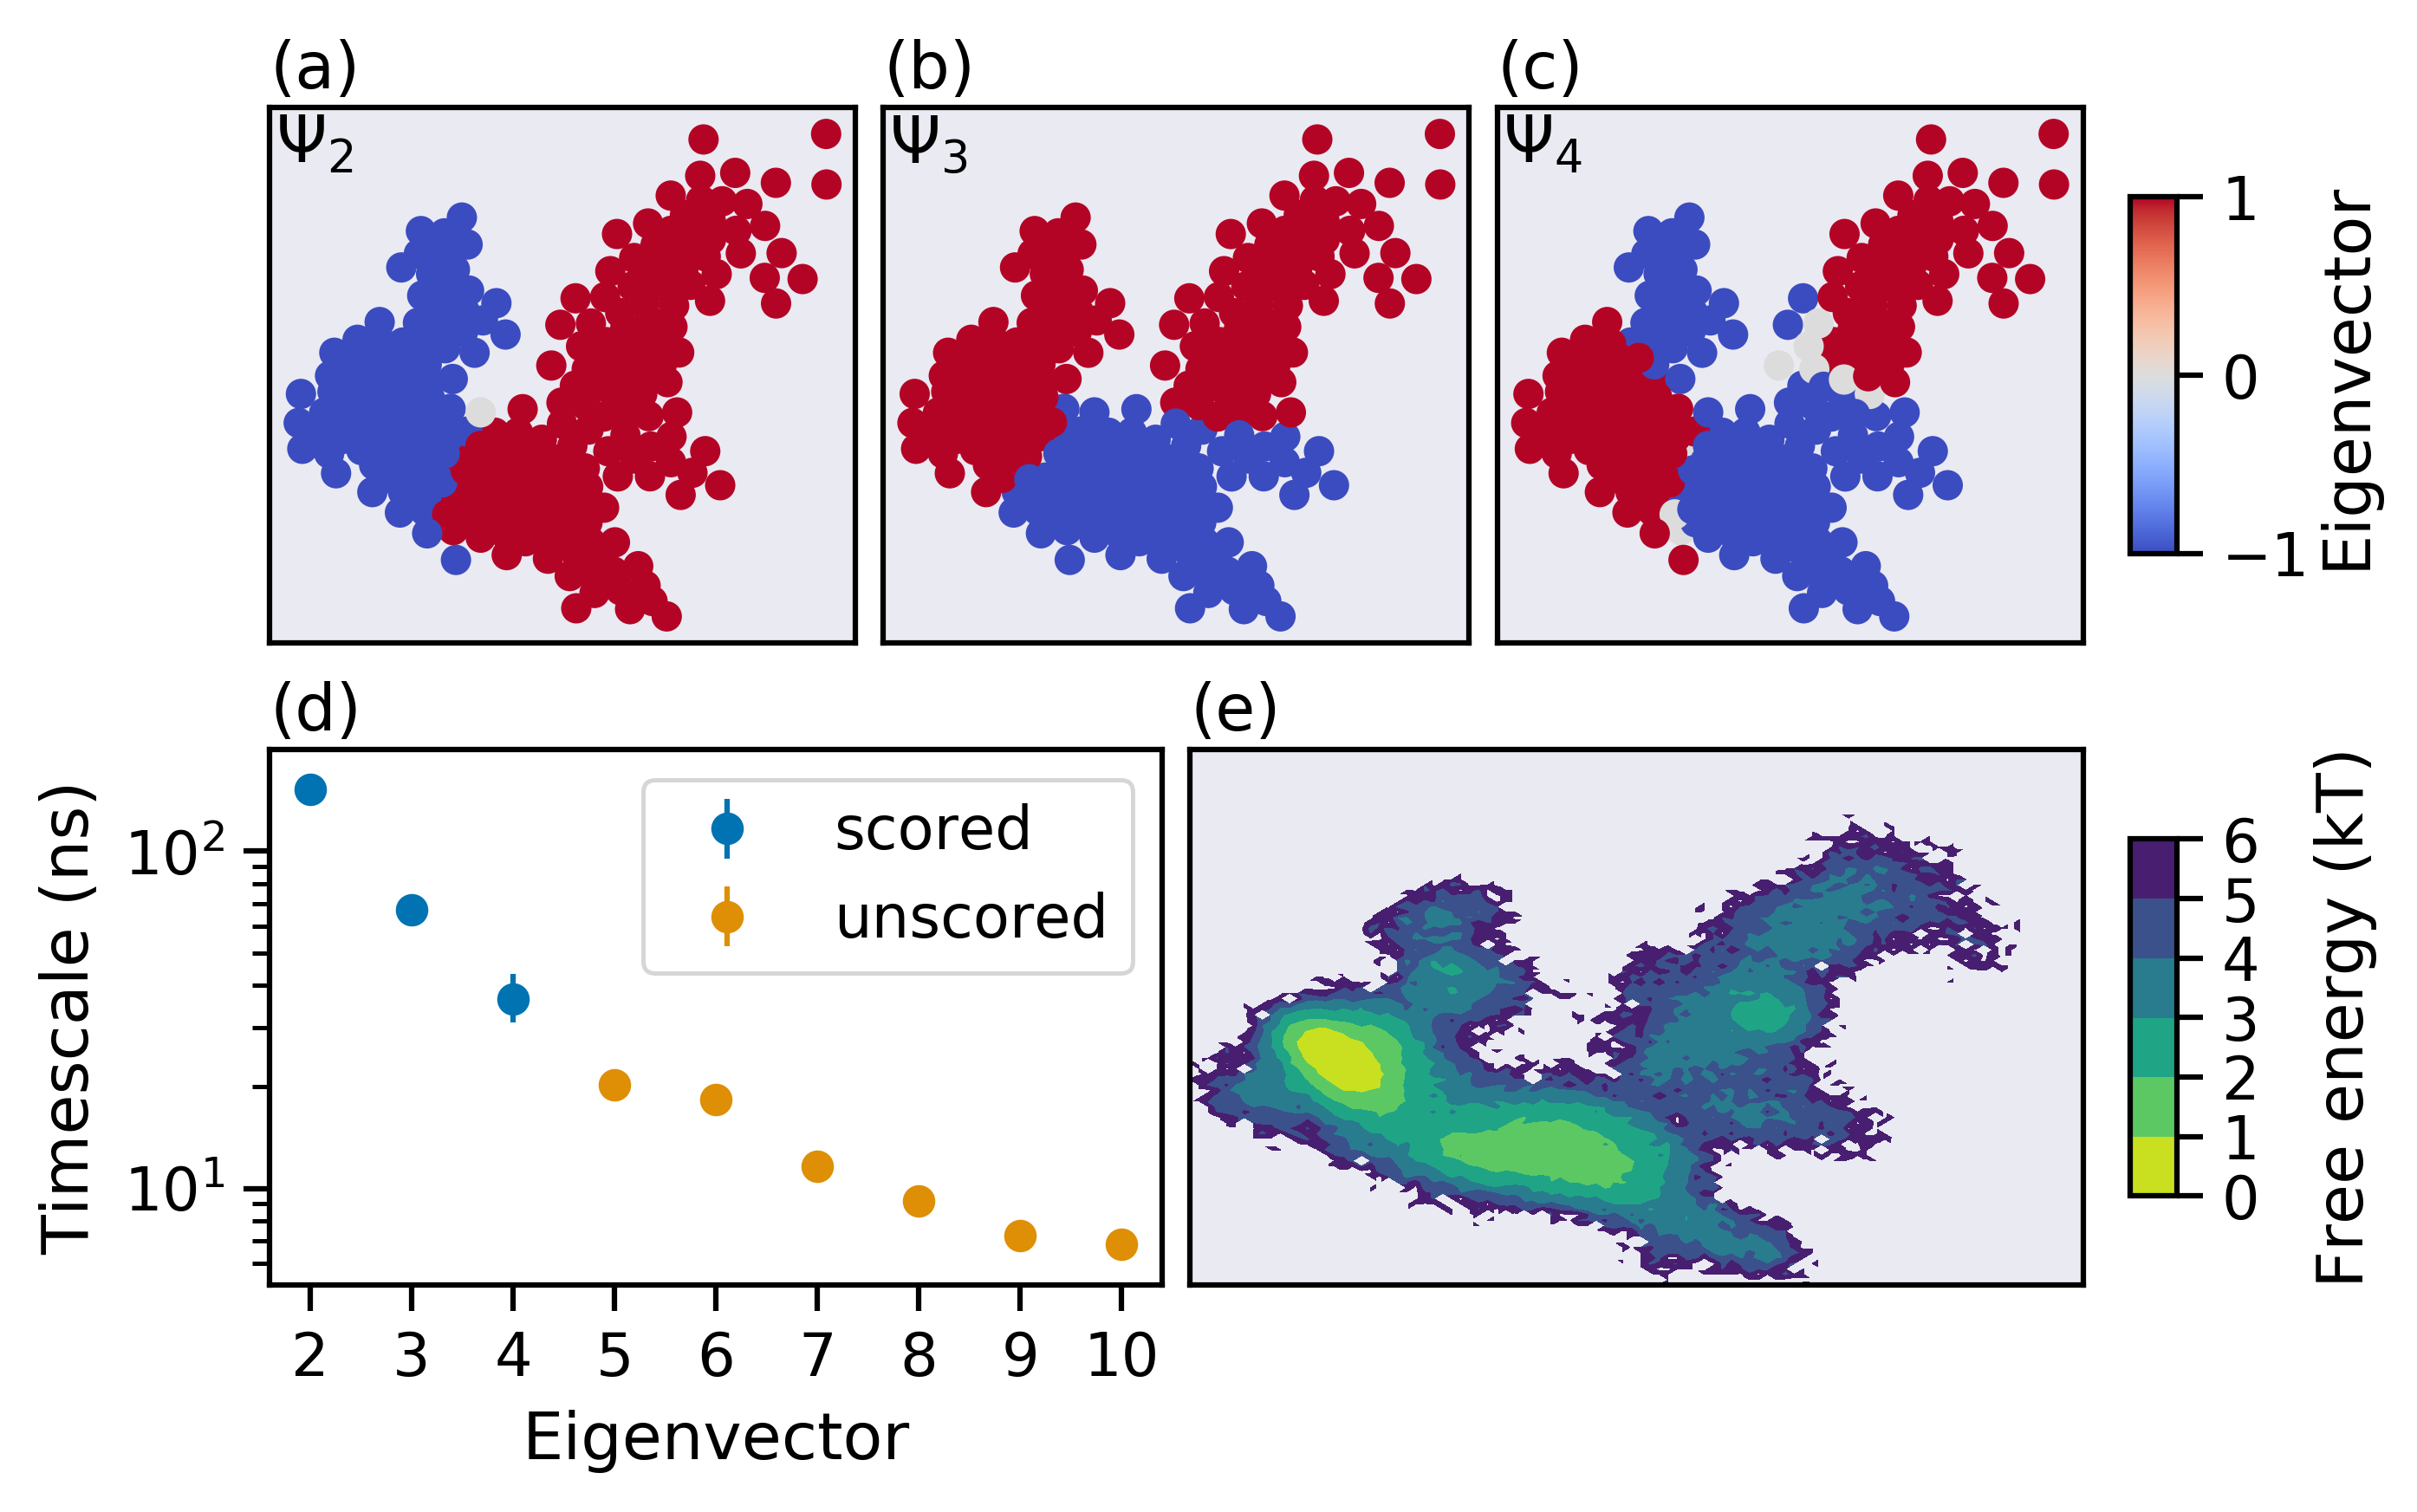 (a)
(b)
(c)
Ψ2
Ψ3
Ψ4
1
0
−1
Eigenvector
(d)
(e)
Timescale (ns)
10²
10¹
scored
unscored
2 3 4 5 6 7 8 9 10
Eigenvector
6
5
4
3
2
1
0
Free energy (kT)